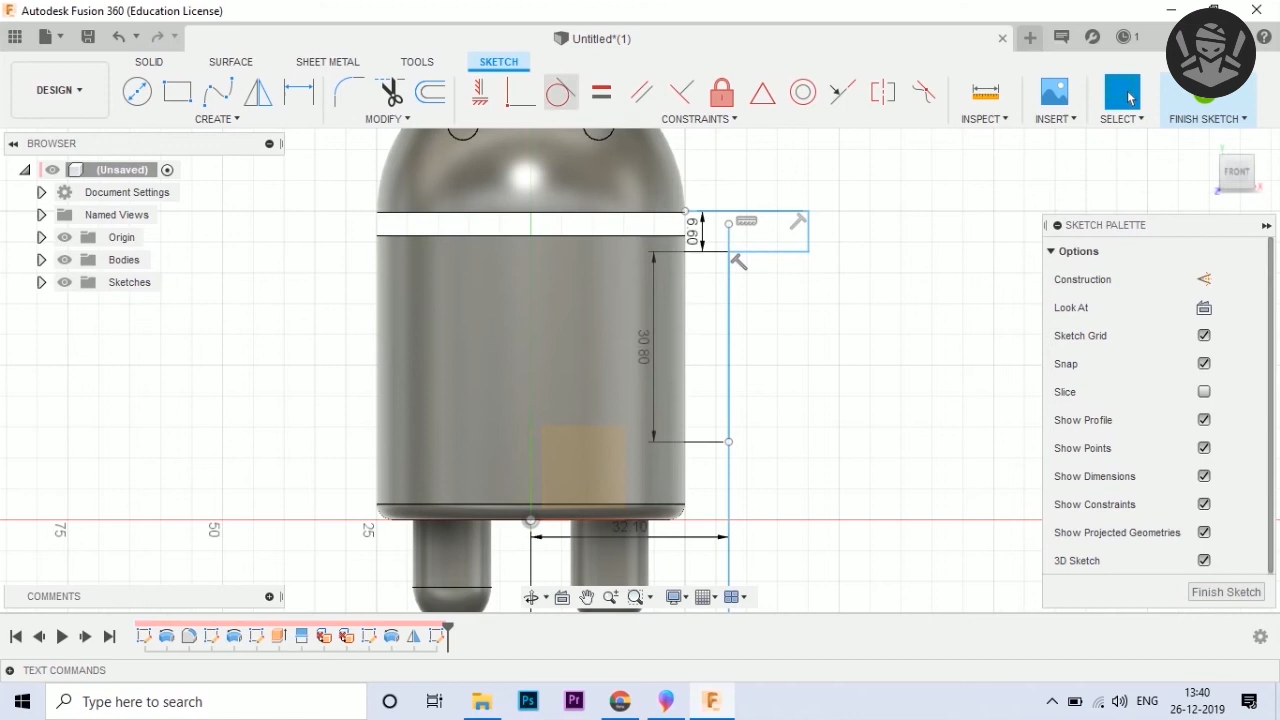 Autodesk Fusion 360 (Education License)
Untitled*(1)
1
DESIGN
SOLID
SURFACE
SHEET METAL
TOOLS
SKETCH
CREATE
MODIFY
CONSTRAINTS
INSPECT
INSERT
SELECT
FINISH SKETCH
BROWSER
(Unsaved)
Document Settings
Named Views
Origin
Bodies
Sketches
FRONT
6.60
30.80
32.10
75
50
25
SKETCH PALETTE
Options
Construction
Look At
Sketch Grid
Snap
Slice
Show Profile
Show Points
Show Dimensions
Show Constraints
Show Projected Geometries
3D Sketch
Finish Sketch
COMMENTS
TEXT COMMANDS
Type here to search
Ps
Pr
ENG
13:40
26-12-2019